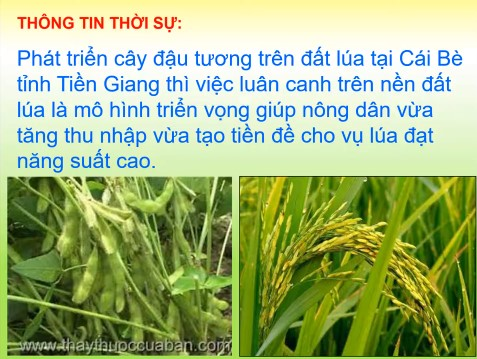 THÔNG TIN THỜI SỰ:
Phát triển cây đậu tương trên đất lúa tại Cái Bè
tỉnh Tiền Giang thì việc luân canh trên nền đất
lúa là mô hình triển vọng giúp nông dân vừa
tăng thu nhập vừa tạo tiền đề cho vụ lúa đạt
năng suất cao.
www.thaythuoccuaban.com